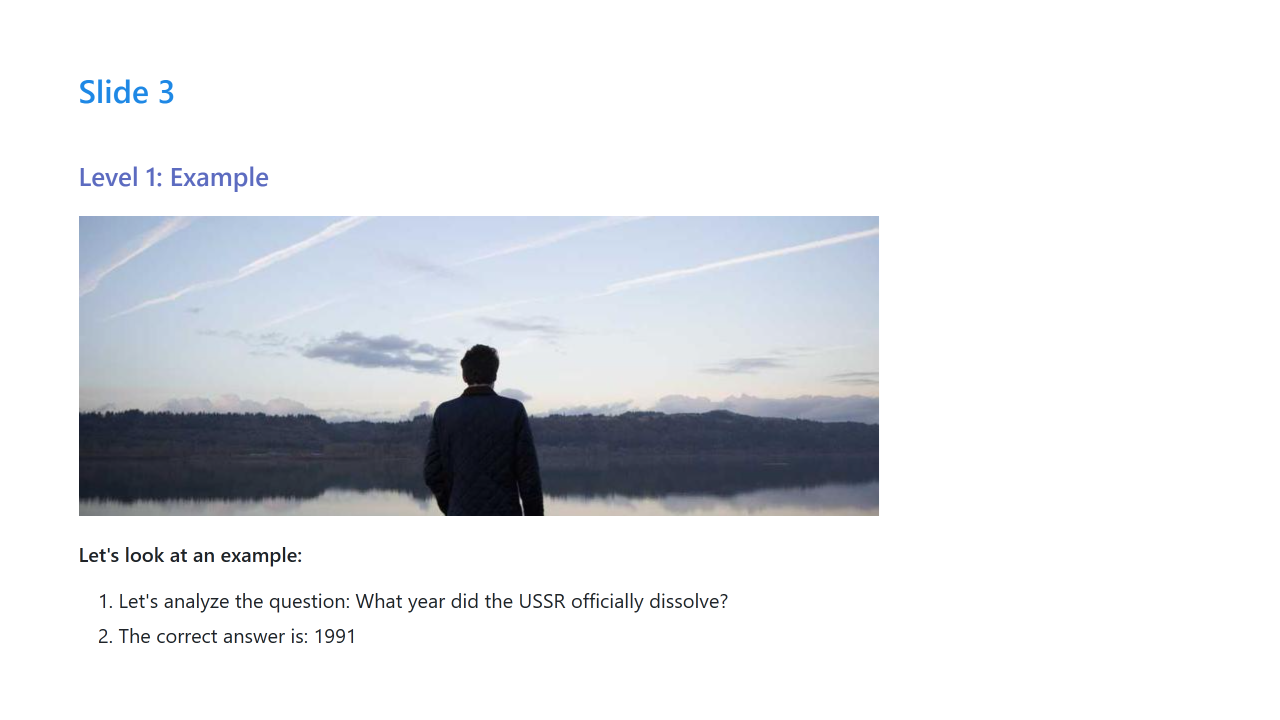 Slide 3
Level 1: Example
Let's look at an example:
1. Let's analyze the question: What year did the USSR officially dissolve?
2. The correct answer is: 1991